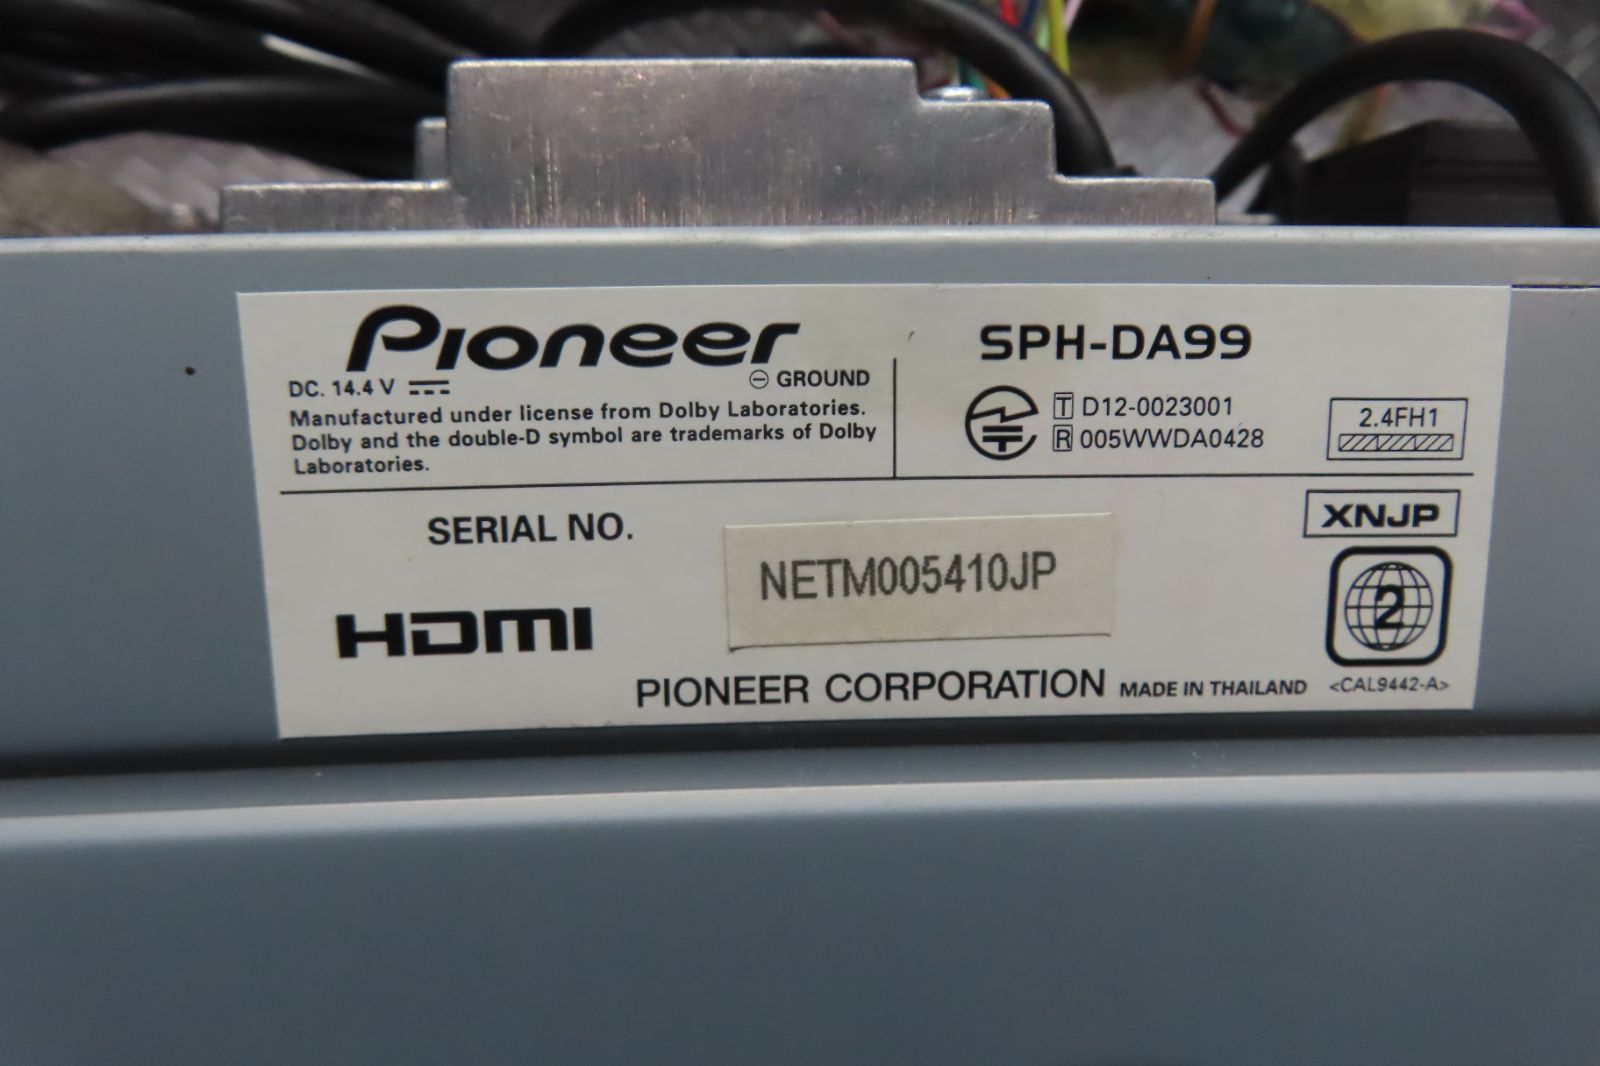 Pioneer
DC. 14.4 V
⊖ GROUND
Manufactured under license from Dolby Laboratories.
Dolby and the double-D symbol are trademarks of Dolby
Laboratories.
SPH-DA99
T D12-0023001
R 005WWDA0428
2.4FH1
SERIAL NO.
NETM005410JP
XNJP
2
HDMI
PIONEER CORPORATION MADE IN THAILAND <CAL9442-A>